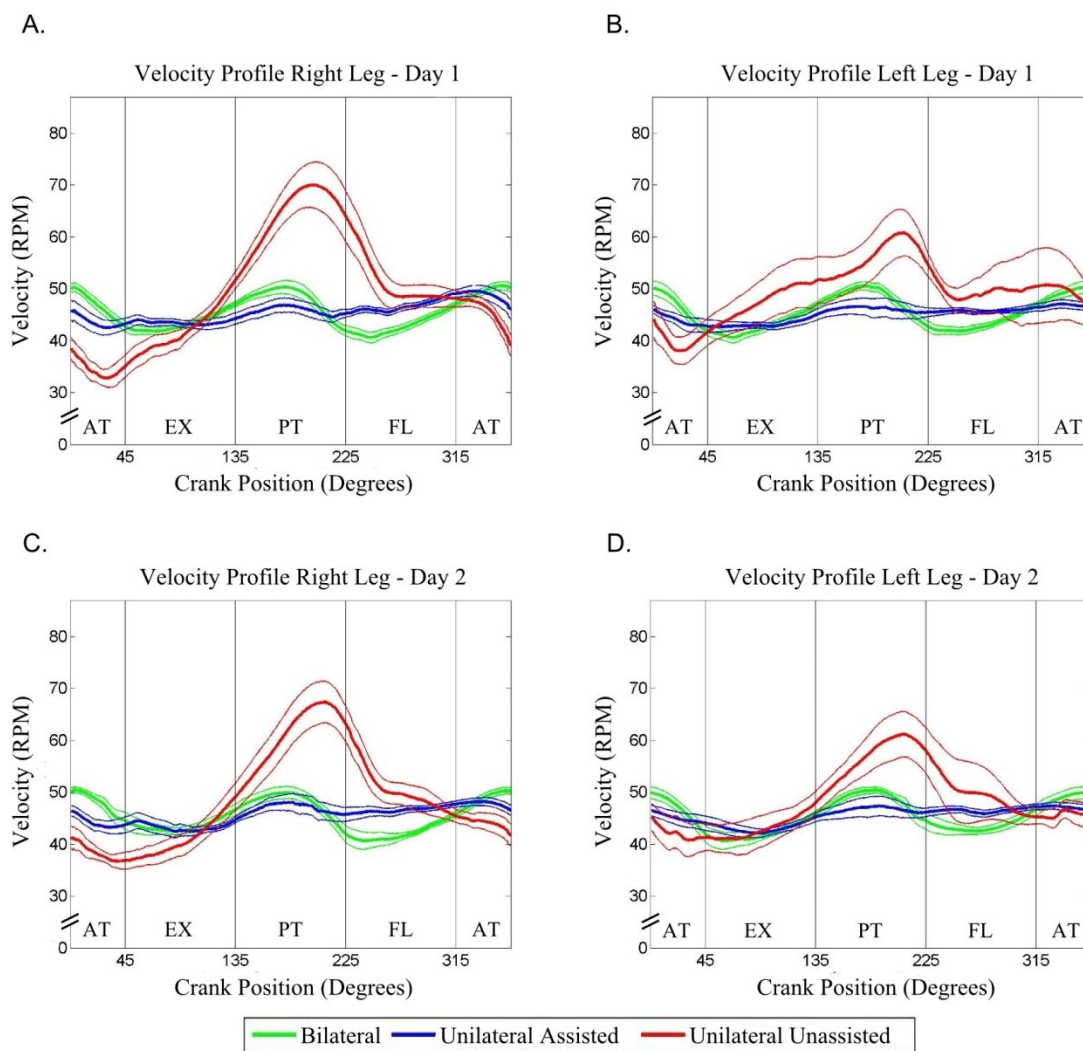 A.
Velocity Profile Right Leg - Day 1
Velocity (RPM)
80
70
60
50
40
30
0
AT EX PT FL AT
45 135 225 315
Crank Position (Degrees)
B.
Velocity Profile Left Leg - Day 1
Velocity (RPM)
80
70
60
50
40
30
0
AT EX PT FL AT
45 135 225 315
Crank Position (Degrees)
C.
Velocity Profile Right Leg - Day 2
Velocity (RPM)
80
70
60
50
40
30
0
AT EX PT FL AT
45 135 225 315
Crank Position (Degrees)
D.
Velocity Profile Left Leg - Day 2
Velocity (RPM)
80
70
60
50
40
30
0
AT EX PT FL AT
45 135 225 315
Crank Position (Degrees)
Bilateral Unilateral Assisted Unilateral Unassisted